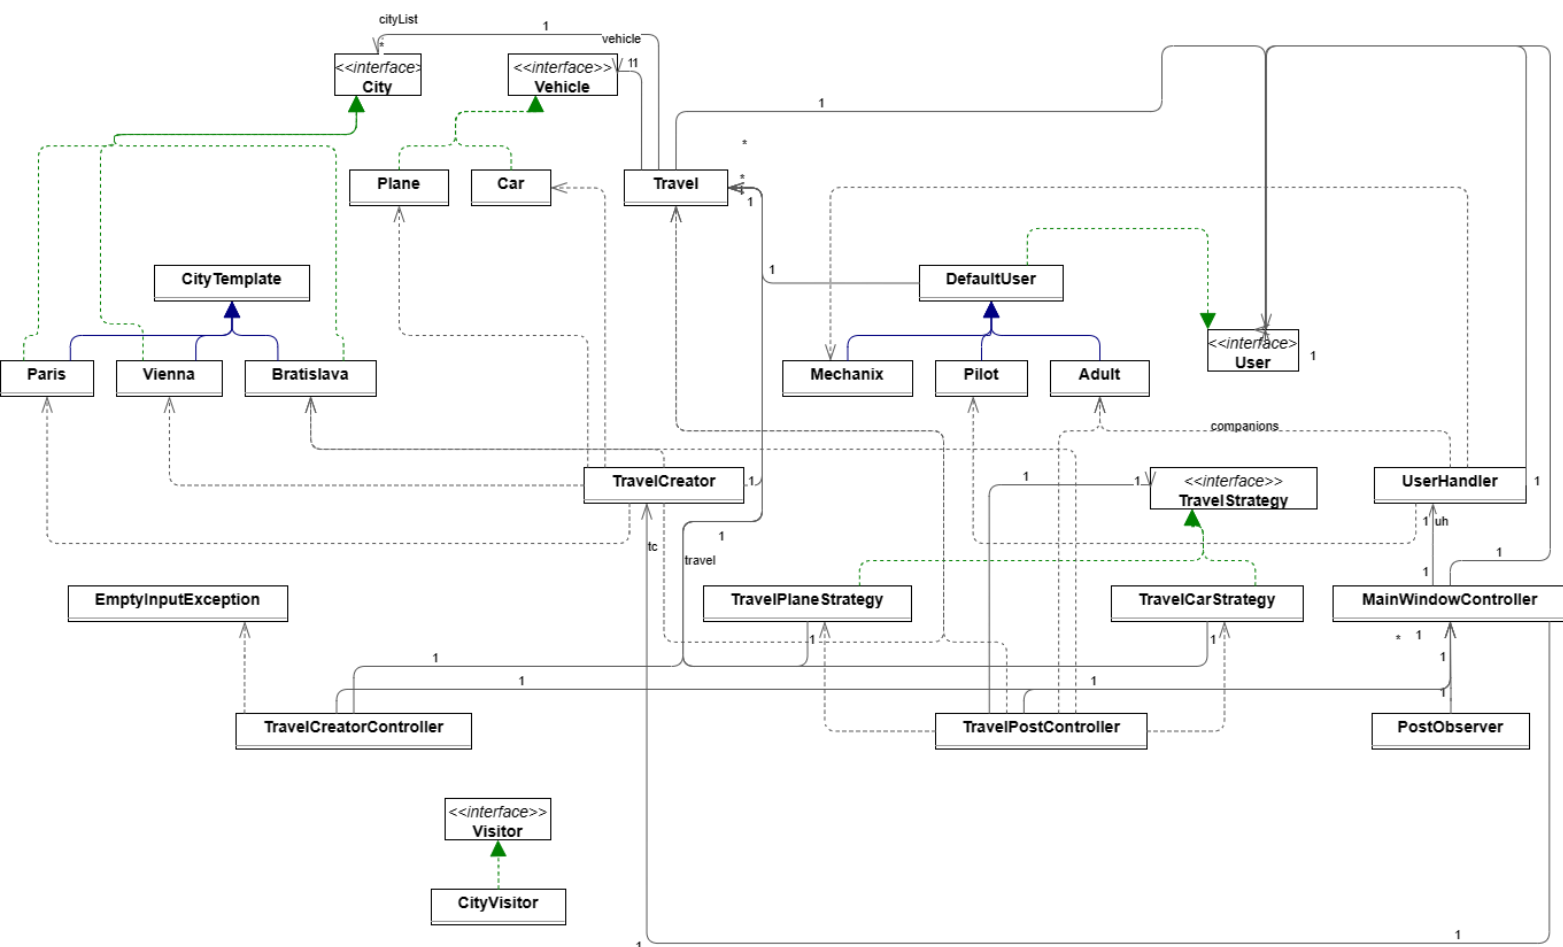 cityList
1
vehicle
*
<<interface>
City
<<interface>>
Vehicle
11
1
*
Plane
Car
Travel
*
1
CityTemplate
1
DefaultUser
<<interface>
User
1
Paris
Vienna
Bratislava
Mechanix
Pilot
Adult
companions
TravelCreator
1
1
1
<<interface>>
TravelStrategy
UserHandler
1
tc
1
travel
1
uh
1
1
EmptyInputException
TravelPlaneStrategy
TravelCarStrategy
MainWindowController
1
1
*
1
1
1
1
1
1
TravelCreatorController
TravelPostController
PostObserver
<<interface>>
Visitor
CityVisitor
1
1